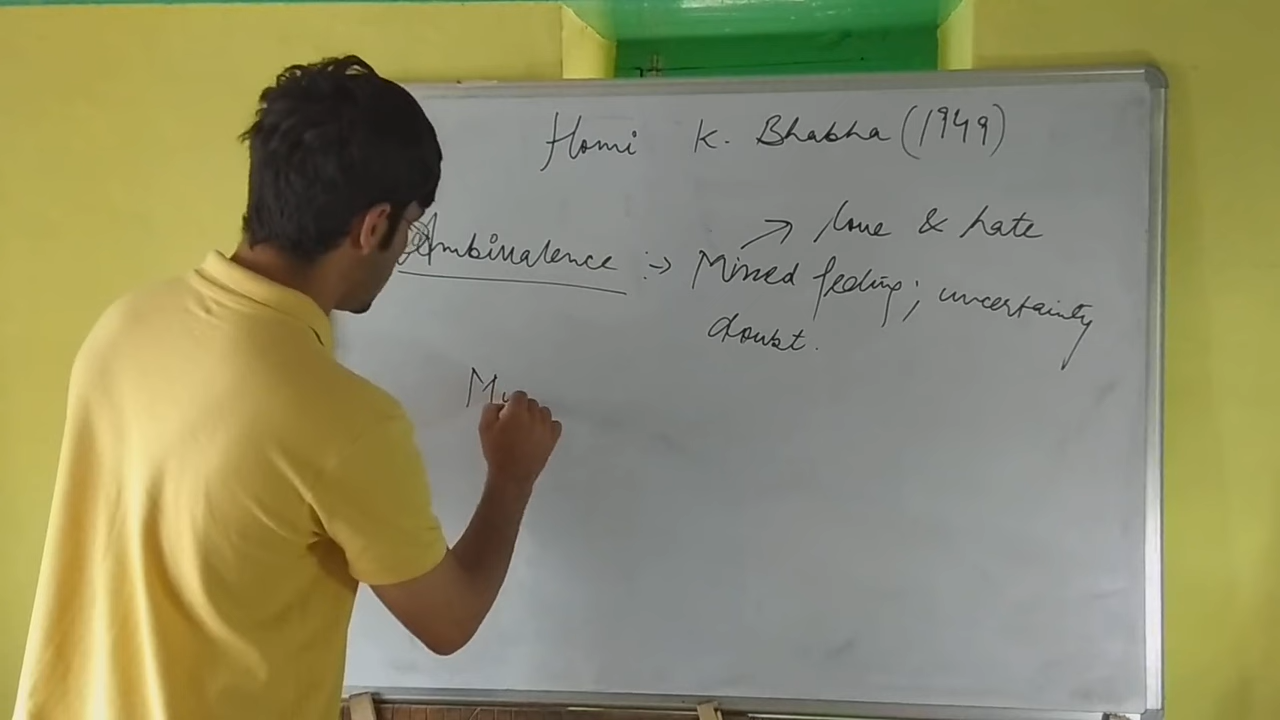 Homi K. Bhabha (1949)
love & hate
Ambivalence :-> Mixed feeling; uncertainty
doubt.